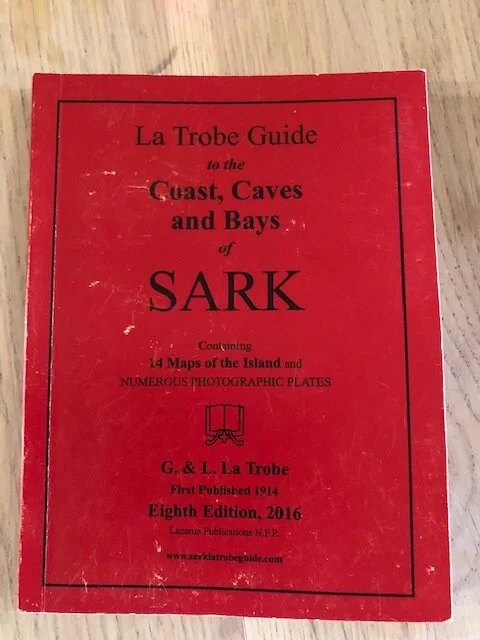 La Trobe Guide
to the
Coast, Caves
and Bays
of
SARK
Containing
14 Maps of the Island and
NUMEROUS PHOTOGRAPHIC PLATES
G. & L. La Trobe
First Published 1914
Eighth Edition, 2016
Lazarus Publications N.F.P.
www.sarklatrobeguide.com